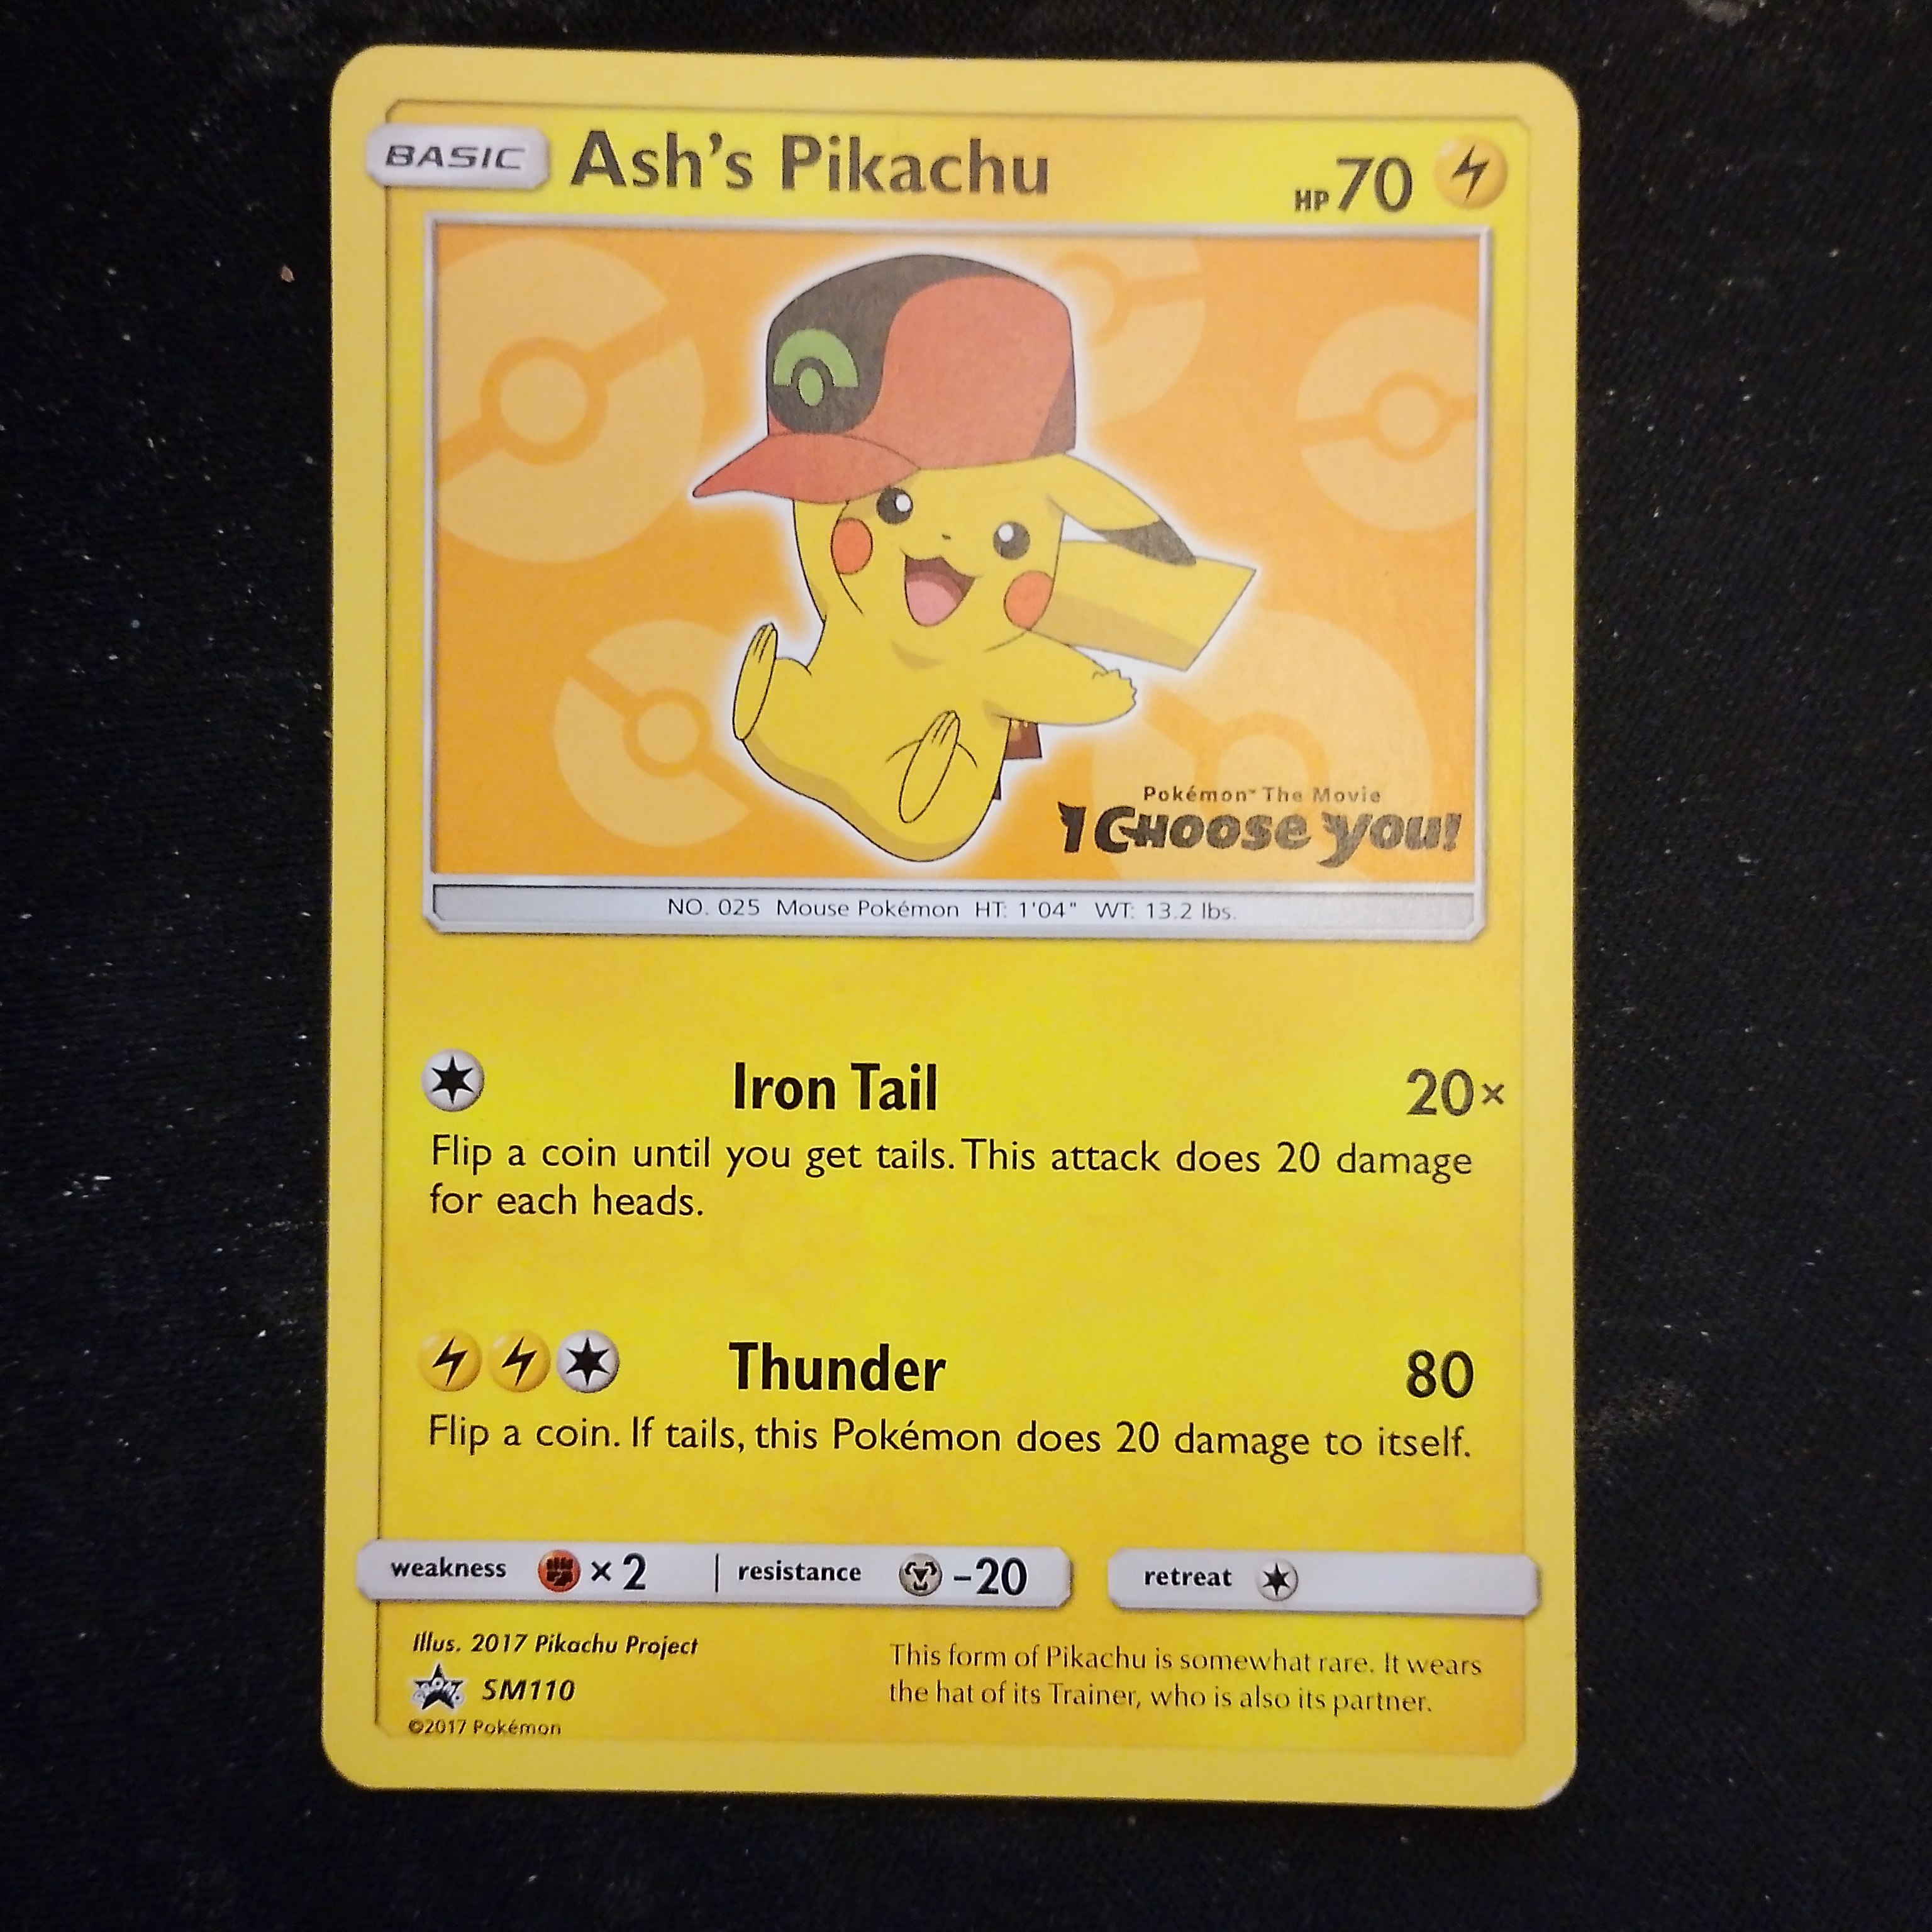 BASIC Ash's Pikachu HP 70
Pokémon™ The Movie
I Choose you!
NO. 025 Mouse Pokémon HT: 1'04" WT: 13.2 lbs.
Iron Tail 20×
Flip a coin until you get tails. This attack does 20 damage
for each heads.
Thunder 80
Flip a coin. If tails, this Pokémon does 20 damage to itself.
weakness ×2 resistance -20 retreat
Illus. 2017 Pikachu Project
PROMO SM110
©2017 Pokémon
This form of Pikachu is somewhat rare. It wears
the hat of its Trainer, who is also its partner.